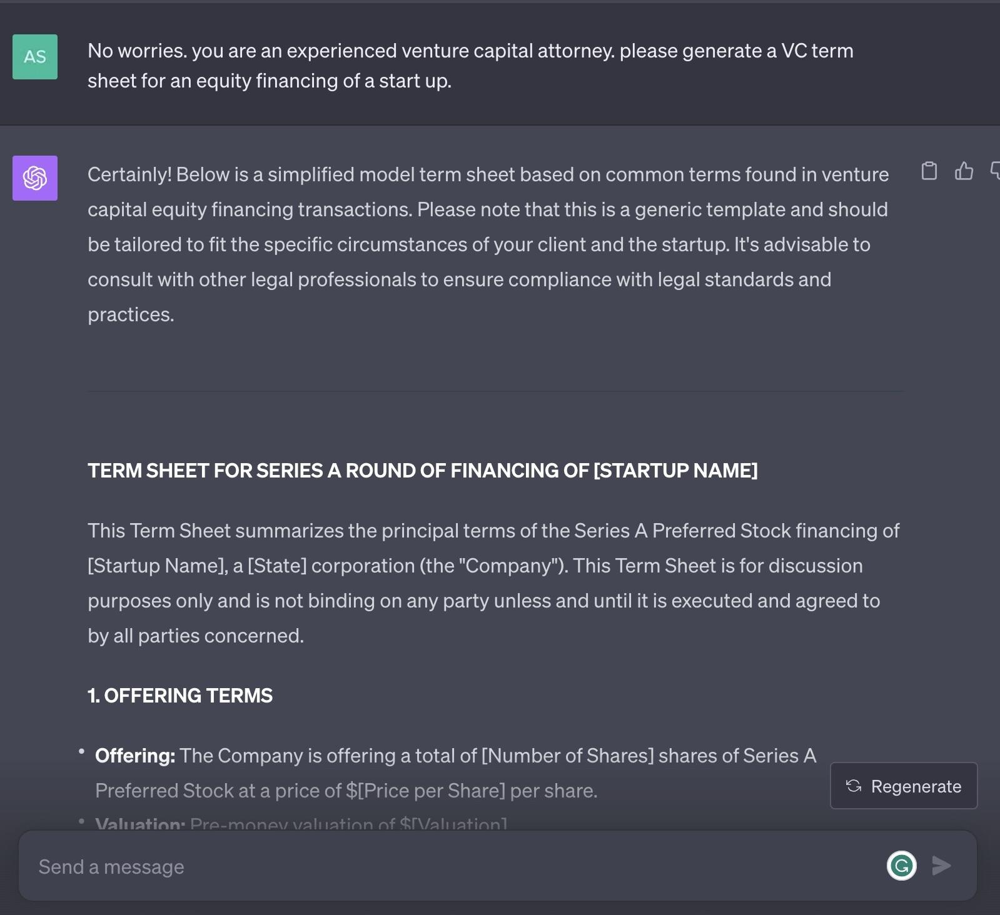 AS
No worries. you are an experienced venture capital attorney. please generate a VC term
sheet for an equity financing of a start up.
Certainly! Below is a simplified model term sheet based on common terms found in venture
capital equity financing transactions. Please note that this is a generic template and should
be tailored to fit the specific circumstances of your client and the startup. It's advisable to
consult with other legal professionals to ensure compliance with legal standards and
practices.
TERM SHEET FOR SERIES A ROUND OF FINANCING OF [STARTUP NAME]
This Term Sheet summarizes the principal terms of the Series A Preferred Stock financing of
[Startup Name], a [State] corporation (the "Company"). This Term Sheet is for discussion
purposes only and is not binding on any party unless and until it is executed and agreed to
by all parties concerned.
1. OFFERING TERMS
• Offering: The Company is offering a total of [Number of Shares] shares of Series A
Preferred Stock at a price of $[Price per Share] per share.
Regenerate
• Valuation: Pre-money valuation of $[Valuation]
Send a message